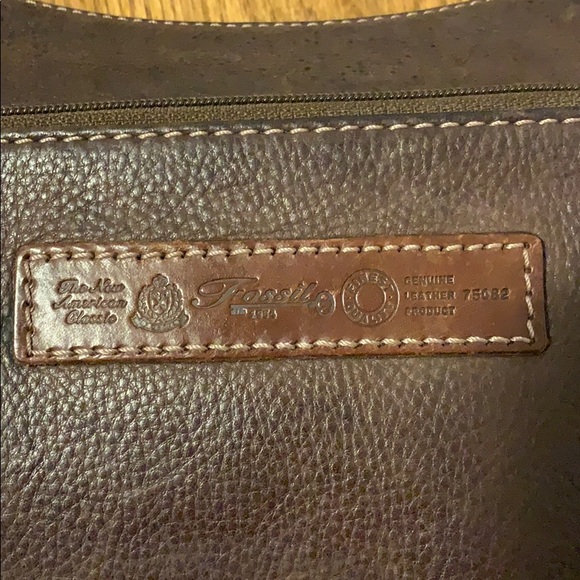 The New
American
Classic
Fossil
1954
GENUINE
LEATHER 75082
PRODUCT